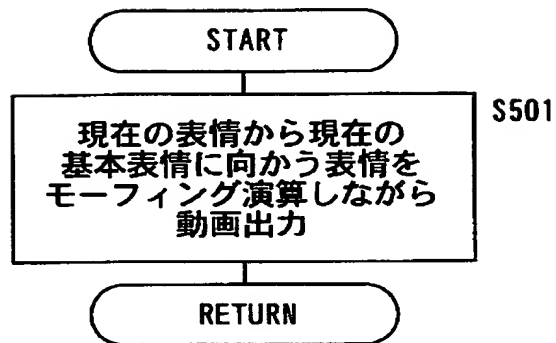 START
S501
現在の表情から現在の
基本表情に向かう表情を
モーフィング演算しながら
動画出力
RETURN